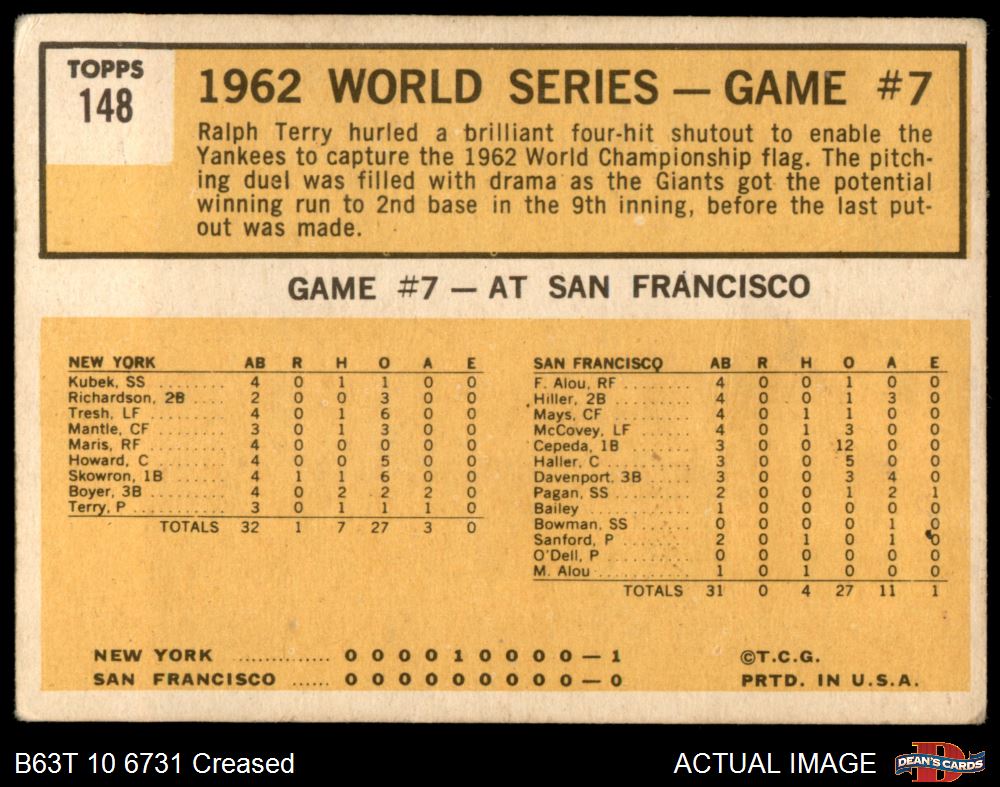 TOPPS
148
1962 WORLD SERIES — GAME #7
Ralph Terry hurled a brilliant four-hit shutout to enable the
Yankees to capture the 1962 World Championship flag. The pitch-
ing duel was filled with drama as the Giants got the potential
winning run to 2nd base in the 9th inning, before the last put-
out was made.
GAME #7 — AT SAN FRANCISCO
NEW YORK AB R H O A E
Kubek, SS ........ 4 0 1 1 0 0
Richardson, 2B .... 2 0 0 3 0 0
Tresh, LF ......... 4 0 1 6 0 0
Mantle, CF ........ 3 0 1 3 0 0
Maris, RF ......... 4 0 0 0 0 0
Howard, C ........ 4 0 0 5 0 0
Skowron, 1B ...... 4 1 1 6 0 0
Boyer, 3B ......... 4 0 2 2 2 0
Terry, P ........... 3 0 1 1 1 0
TOTALS 32 1 7 27 3 0
SAN FRANCISCO AB R H O A E
F. Alou, RF ........ 4 0 0 1 0 0
Hiller, 2B ......... 4 0 0 1 3 0
Mays, CF .......... 4 0 1 1 0 0
McCovey, LF ...... 4 0 1 3 0 0
Cepeda, 1B ....... 3 0 0 12 0 0
Haller, C .......... 3 0 0 5 0 0
Davenport, 3B .... 3 0 0 3 4 0
Pagan, SS ......... 2 0 0 1 2 1
Bailey ............ 1 0 0 0 0 0
Bowman, SS ...... 0 0 0 0 1 0
Sanford, P ........ 2 0 1 0 1 0
O'Dell, P .......... 0 0 0 0 0 0
M. Alou ........... 1 0 1 0 0 0
TOTALS 31 0 4 27 11 1
NEW YORK .............. 0 0 0 0 1 0 0 0 0 — 1
SAN FRANCISCO ...... 0 0 0 0 0 0 0 0 0 — 0
©T.C.G.
PRTD. IN U.S.A.
B63T 10 6731 Creased
ACTUAL IMAGE
DEAN'S CARDS